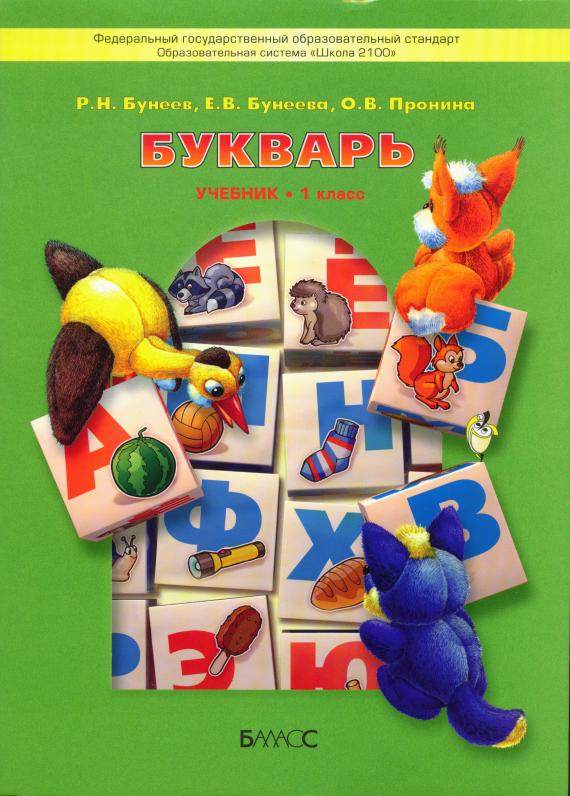 Федеральный государственный образовательный стандарт
Образовательная система «Школа 2100»
Р.Н. Бунеев, Е.В. Бунеева, О.В. Пронина
БУКВАРЬ
УЧЕБНИК • 1 класс
Е
Ё
Б
А
Н
Ф
Х
В
Э
Ю
БАЛАСС